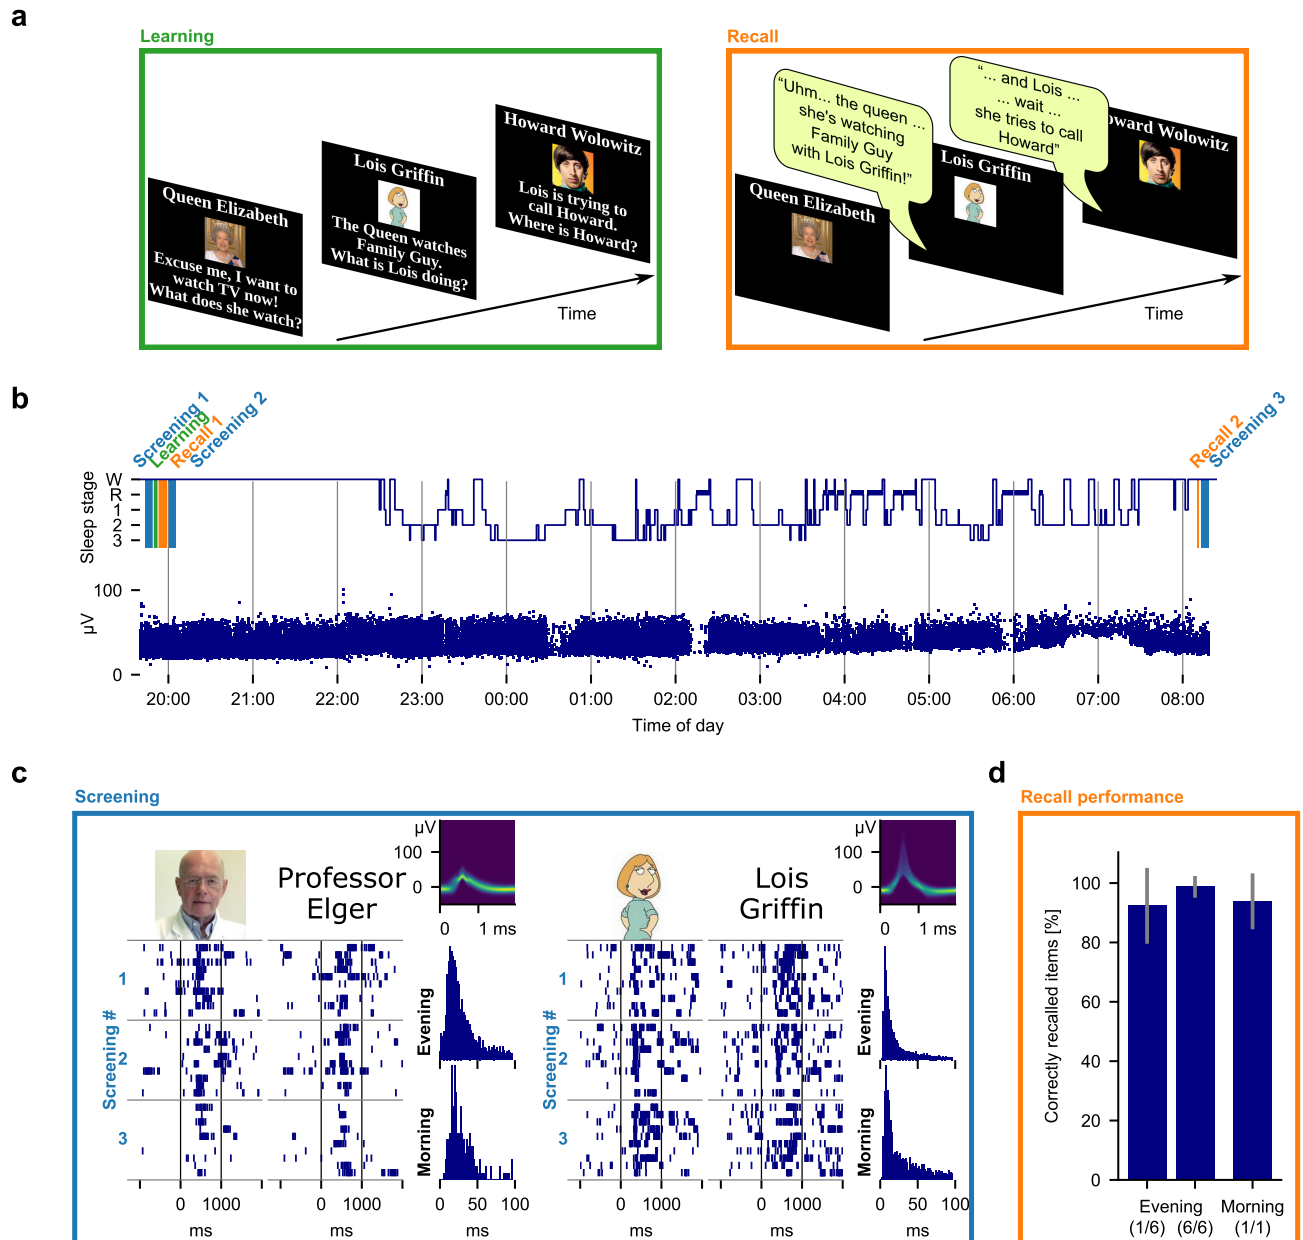 a
Learning
Queen Elizabeth
Excuse me, I want to
watch TV now!
What does she watch?
Lois Griffin
The Queen watches
Family Guy.
What is Lois doing?
Howard Wolowitz
Lois is trying to
call Howard.
Where is Howard?
Time
Recall
Queen Elizabeth
“Uhm... the queen ...
she's watching
Family Guy
with Lois Griffin!”
Lois Griffin
“... and Lois ...
... wait ...
she tries to call
Howard”
oward Wolowitz
Time
b
Screening 1
Learning
Recall 1
Screening 2
Recall 2
Screening 3
Sleep stage
W
R
1
2
3
100
µV
0
20:00 21:00 22:00 23:00 00:00 01:00 02:00 03:00 04:00 05:00 06:00 07:00 08:00
Time of day
c
Screening
Professor
Elger
µV
100
0
0 1 ms
Screening #
1
2
3
Evening
Morning
0 1000 0 1000 0 50 100
ms ms
Lois
Griffin
µV
100
0
0 1 ms
Screening #
1
2
3
Evening
Morning
0 1000 0 1000 0 50 100
ms ms
d
Recall performance
Correctly recalled items [%]
100
80
60
40
20
0
Evening Morning
(1/6) (6/6) (1/1)